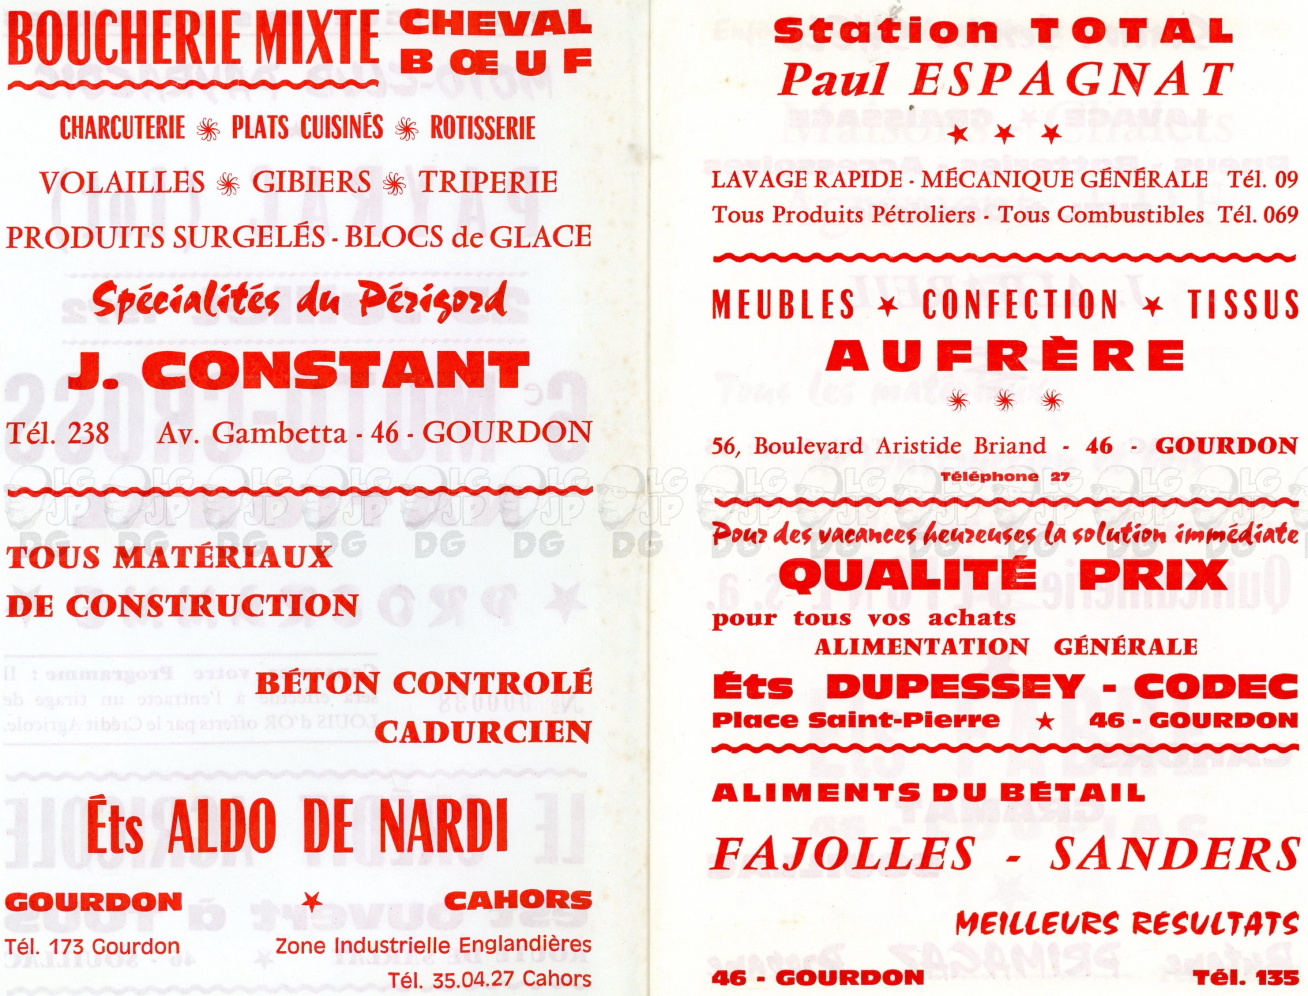 BOUCHERIE MIXTE CHEVAL BŒUF
CHARCUTERIE PLATS CUISINÉS ROTISSERIE
VOLAILLES GIBIERS TRIPERIE
PRODUITS SURGELÉS - BLOCS de GLACE
Spécialités du Périgord
J. CONSTANT
Tél. 238 Av. Gambetta - 46 - GOURDON
TOUS MATÉRIAUX
DE CONSTRUCTION
BÉTON CONTROLÉ
CADURCIEN
Éts ALDO DE NARDI
GOURDON ★ CAHORS
Tél. 173 Gourdon Zone Industrielle Englandières
Tél. 35.04.27 Cahors
Station TOTAL
Paul ESPAGNAT
★ ★ ★
LAVAGE RAPIDE - MÉCANIQUE GÉNÉRALE Tél. 09
Tous Produits Pétroliers - Tous Combustibles Tél. 069
MEUBLES ★ CONFECTION ★ TISSUS
AUFRÈRE
56, Boulevard Aristide Briand - 46 - GOURDON
Téléphone 27
Pour des vacances heureuses la solution immédiate
QUALITÉ PRIX
pour tous vos achats
ALIMENTATION GÉNÉRALE
Éts DUPESSEY - CODEC
Place Saint-Pierre ★ 46 - GOURDON
ALIMENTS DU BÉTAIL
FAJOLLES - SANDERS
MEILLEURS RESULTATS
46 - GOURDON Tél. 135